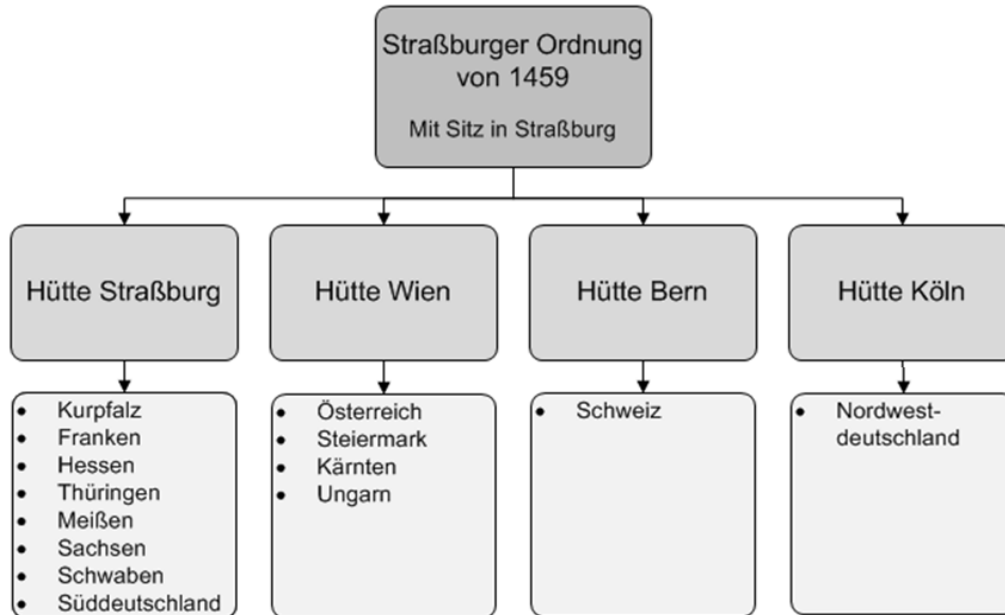 Straßburger Ordnung
von 1459
Mit Sitz in Straßburg
Hütte Straßburg
Hütte Wien
Hütte Bern
Hütte Köln
• Kurpfalz
• Franken
• Hessen
• Thüringen
• Meißen
• Sachsen
• Schwaben
• Süddeutschland
• Österreich
• Steiermark
• Kärnten
• Ungarn
• Schweiz
• Nordwest-
deutschland